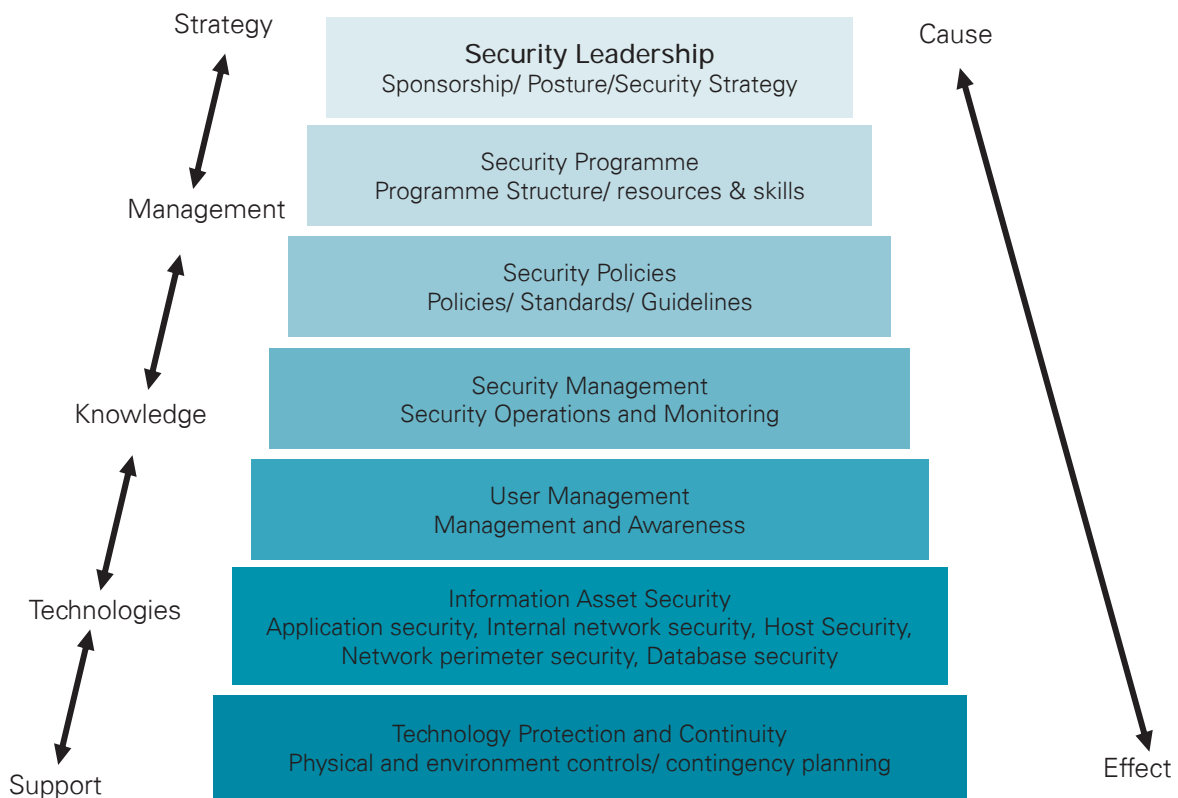 Strategy
Cause
Security Leadership
Sponsorship/ Posture/Security Strategy
Security Programme
Programme Structure/ resources & skills
Management
Security Policies
Policies/ Standards/ Guidelines
Security Management
Security Operations and Monitoring
Knowledge
User Management
Management and Awareness
Technologies
Information Asset Security
Application security, Internal network security, Host Security,
Network perimeter security, Database security
Technology Protection and Continuity
Physical and environment controls/ contingency planning
Support
Effect